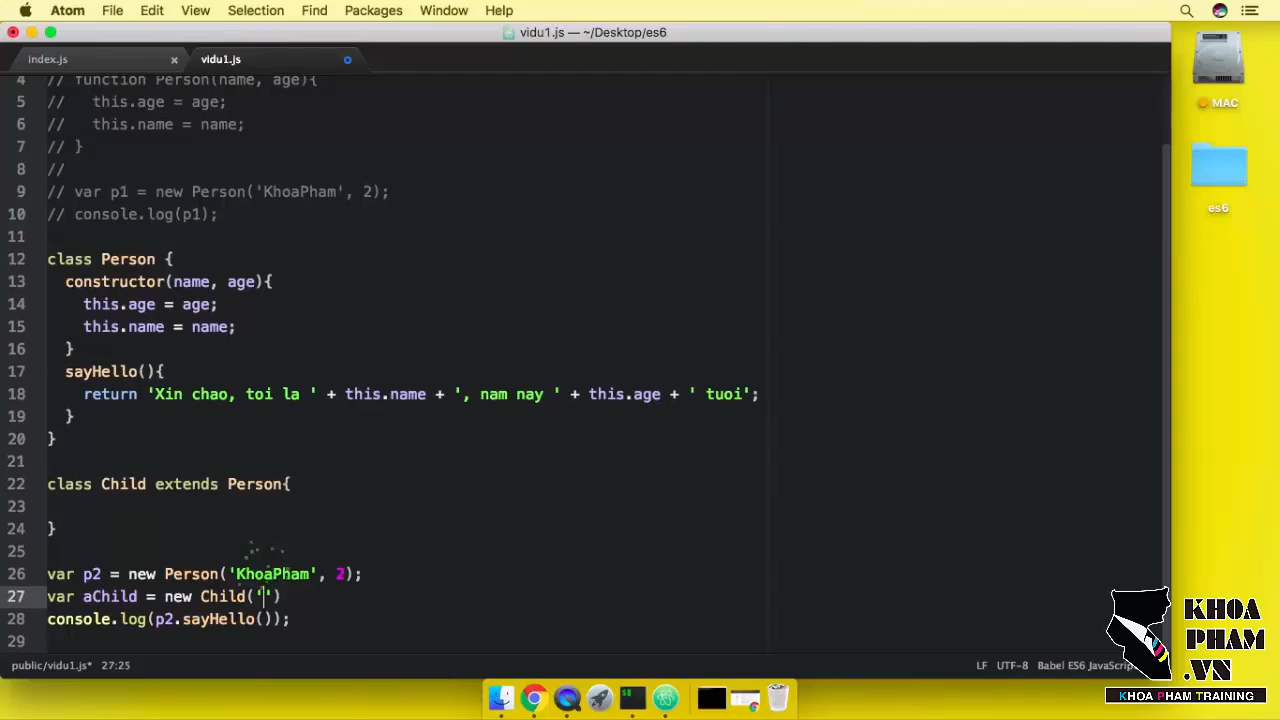 Atom File Edit View Selection Find Packages Window Help
vidu1.js — ~/Desktop/es6
index.js
vidu1.js
4 // function Person(name, age){
5 //   this.age = age;
6 //   this.name = name;
7 // }
8 //
9 // var p1 = new Person('KhoaPham', 2);
10 // console.log(p1);
11
12 class Person {
13   constructor(name, age){
14     this.age = age;
15     this.name = name;
16   }
17   sayHello(){
18     return 'Xin chao, toi la ' + this.name + ', nam nay ' + this.age + ' tuoi';
19   }
20 }
21
22 class Child extends Person{
23
24 }
25
26 var p2 = new Person('KhoaPham', 2);
27 var aChild = new Child('')
28 console.log(p2.sayHello());
29
public/vidu1.js* 27:25
LF UTF-8 Babel ES6 JavaScrip
MAC
es6
KHOA
PHAM
.VN
KHOA PHAM TRAINING